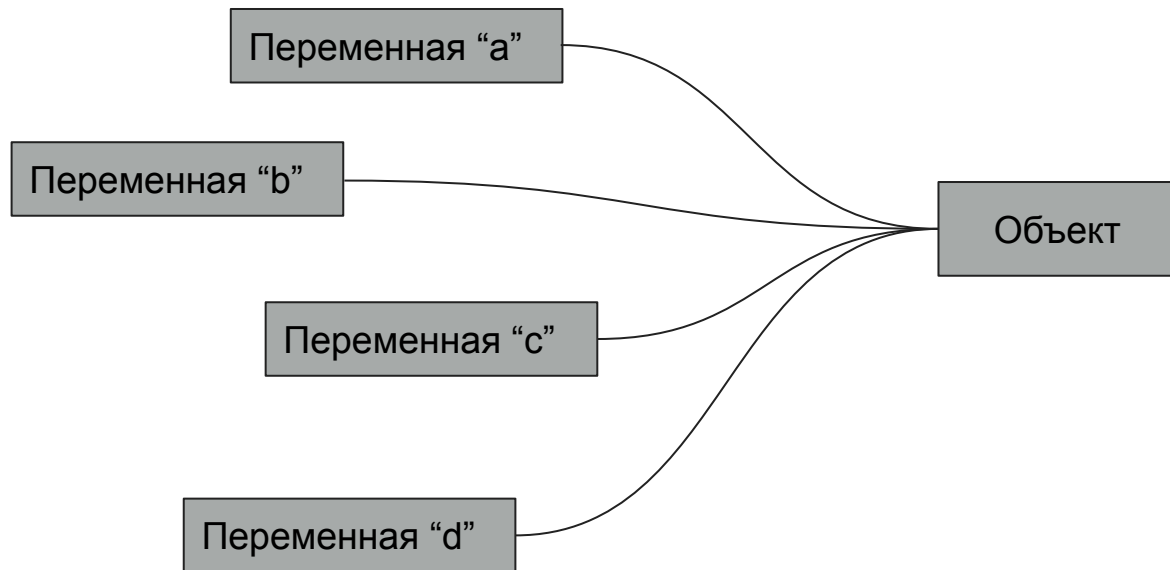 Переменная “a”
Переменная “b”
Объект
Переменная “c”
Переменная “d”